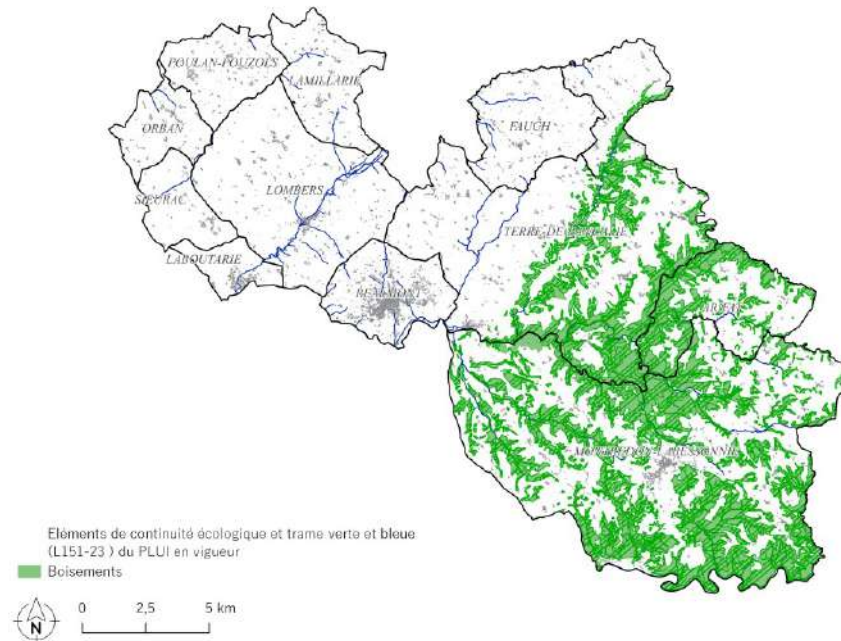 POULAN-POUZOLS
LAMILLARIE
ORBAN
FAUCH
SIEURAC
LOMBERS
TERRE-DE-
LABOUTARIE
REALMONT
Eléments de continuité écologique et trame verte et bleue
(L151-23 ) du PLUI en vigueur
Boisements
0 2,5 5 km
N